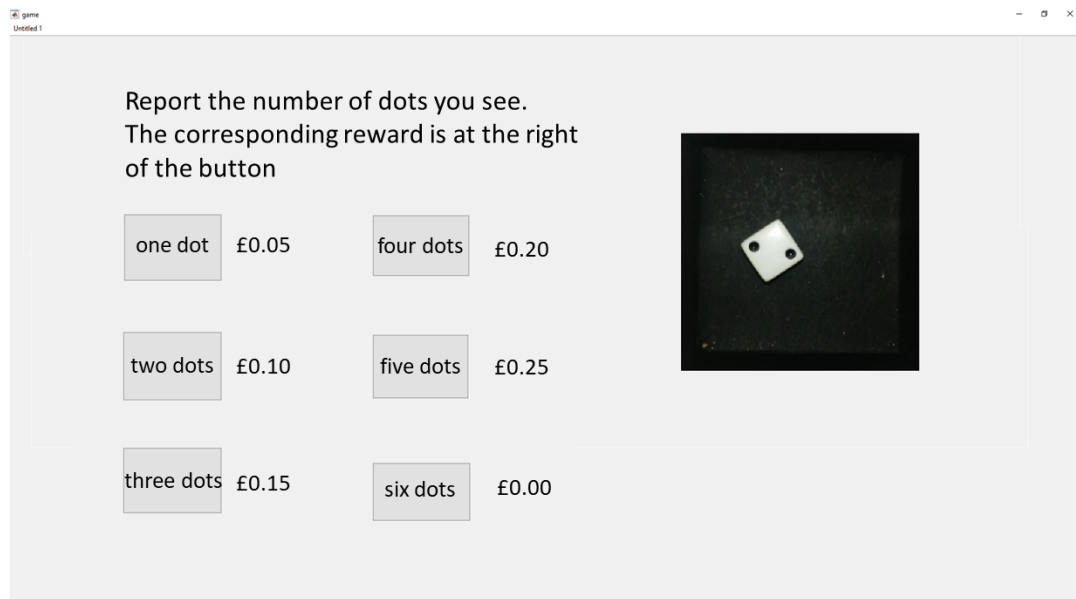 game
Untitled 1
Report the number of dots you see.
The corresponding reward is at the right
of the button
one dot £0.05
four dots £0.20
two dots £0.10
five dots £0.25
three dots £0.15
six dots £0.00